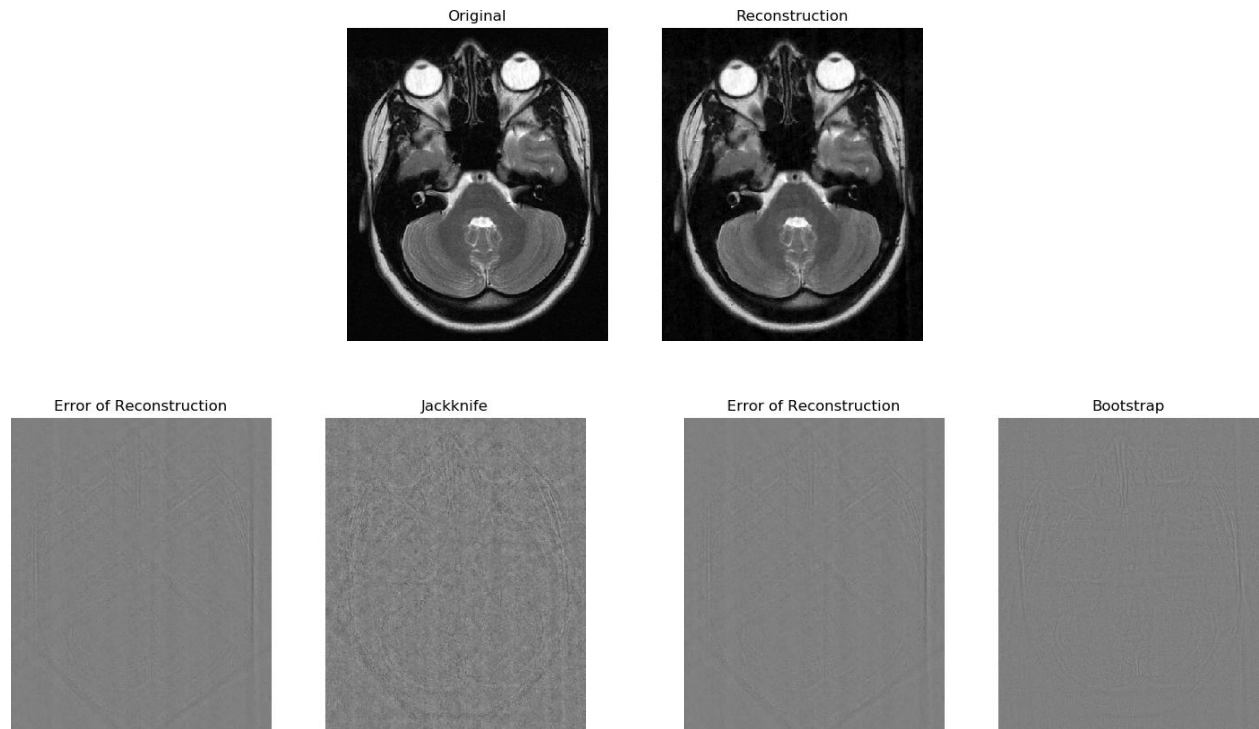 Original
Reconstruction
Error of Reconstruction
Jackknife
Error of Reconstruction
Bootstrap